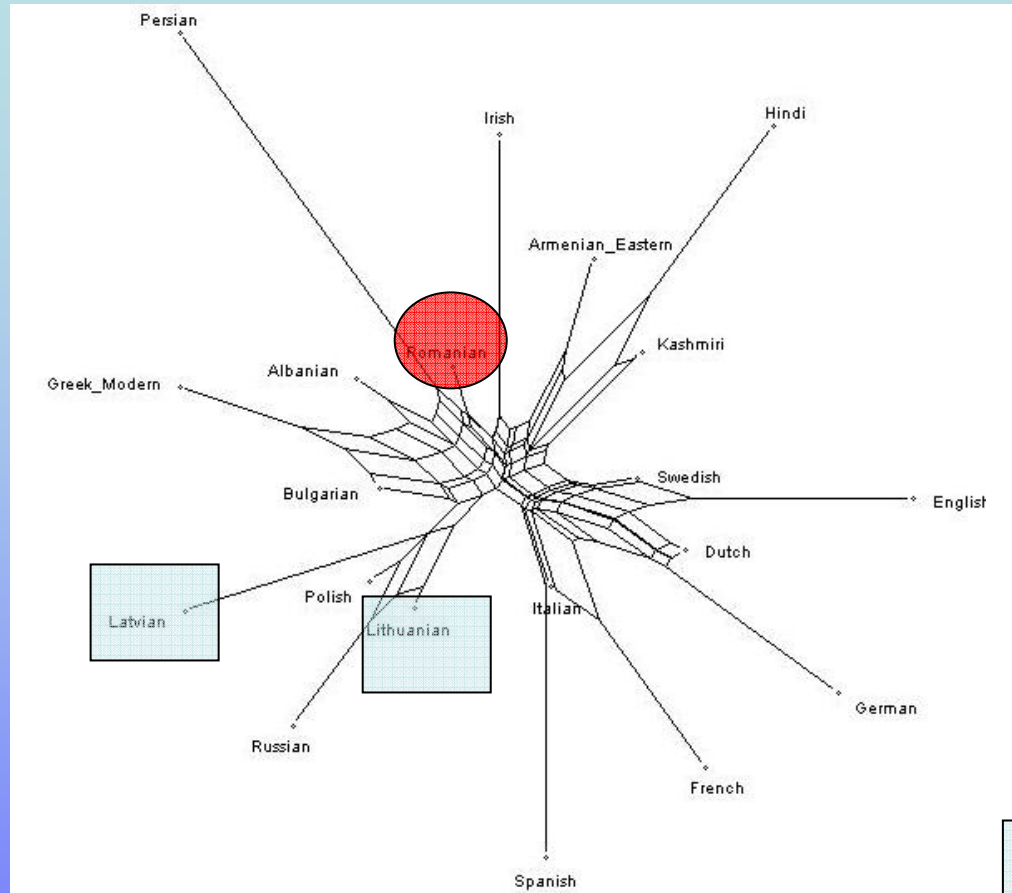 Persian
Irish
Hindi
Armenian_Eastern
Romanian
Kashmiri
Albanian
Greek_Modern
Swedish
Bulgarian
English
Dutch
Polish
Italian
Latvian
Lithuanian
German
Russian
French
Spanish